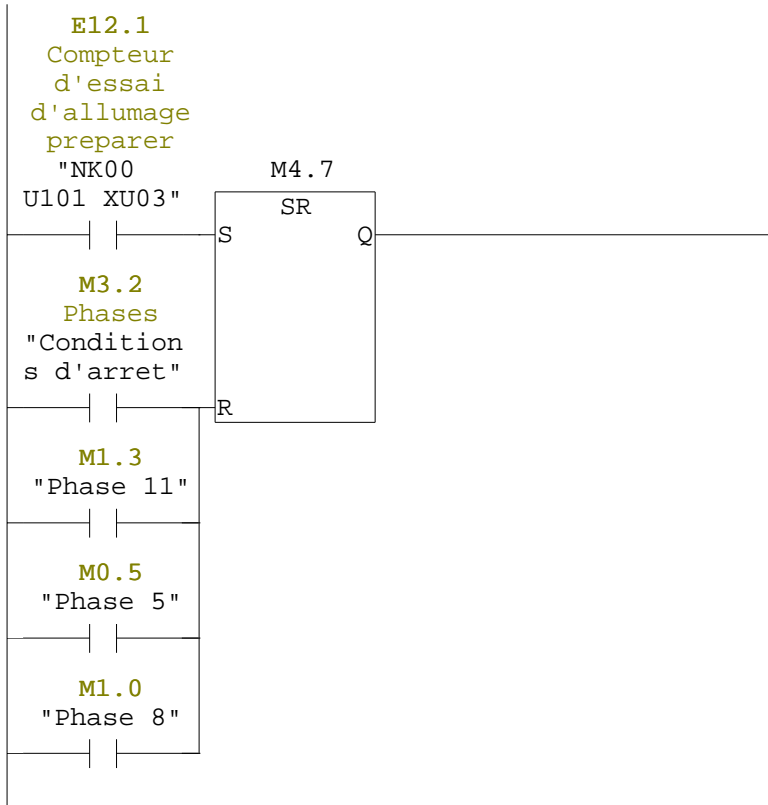 E12.1
Compteur
d'essai
d'allumage
preparer
"NK00
U101 XU03"
M4.7
SR
S
Q
M3.2
Phases
"Condition
s d'arret"
R
M1.3
"Phase 11"
M0.5
"Phase 5"
M1.0
"Phase 8"